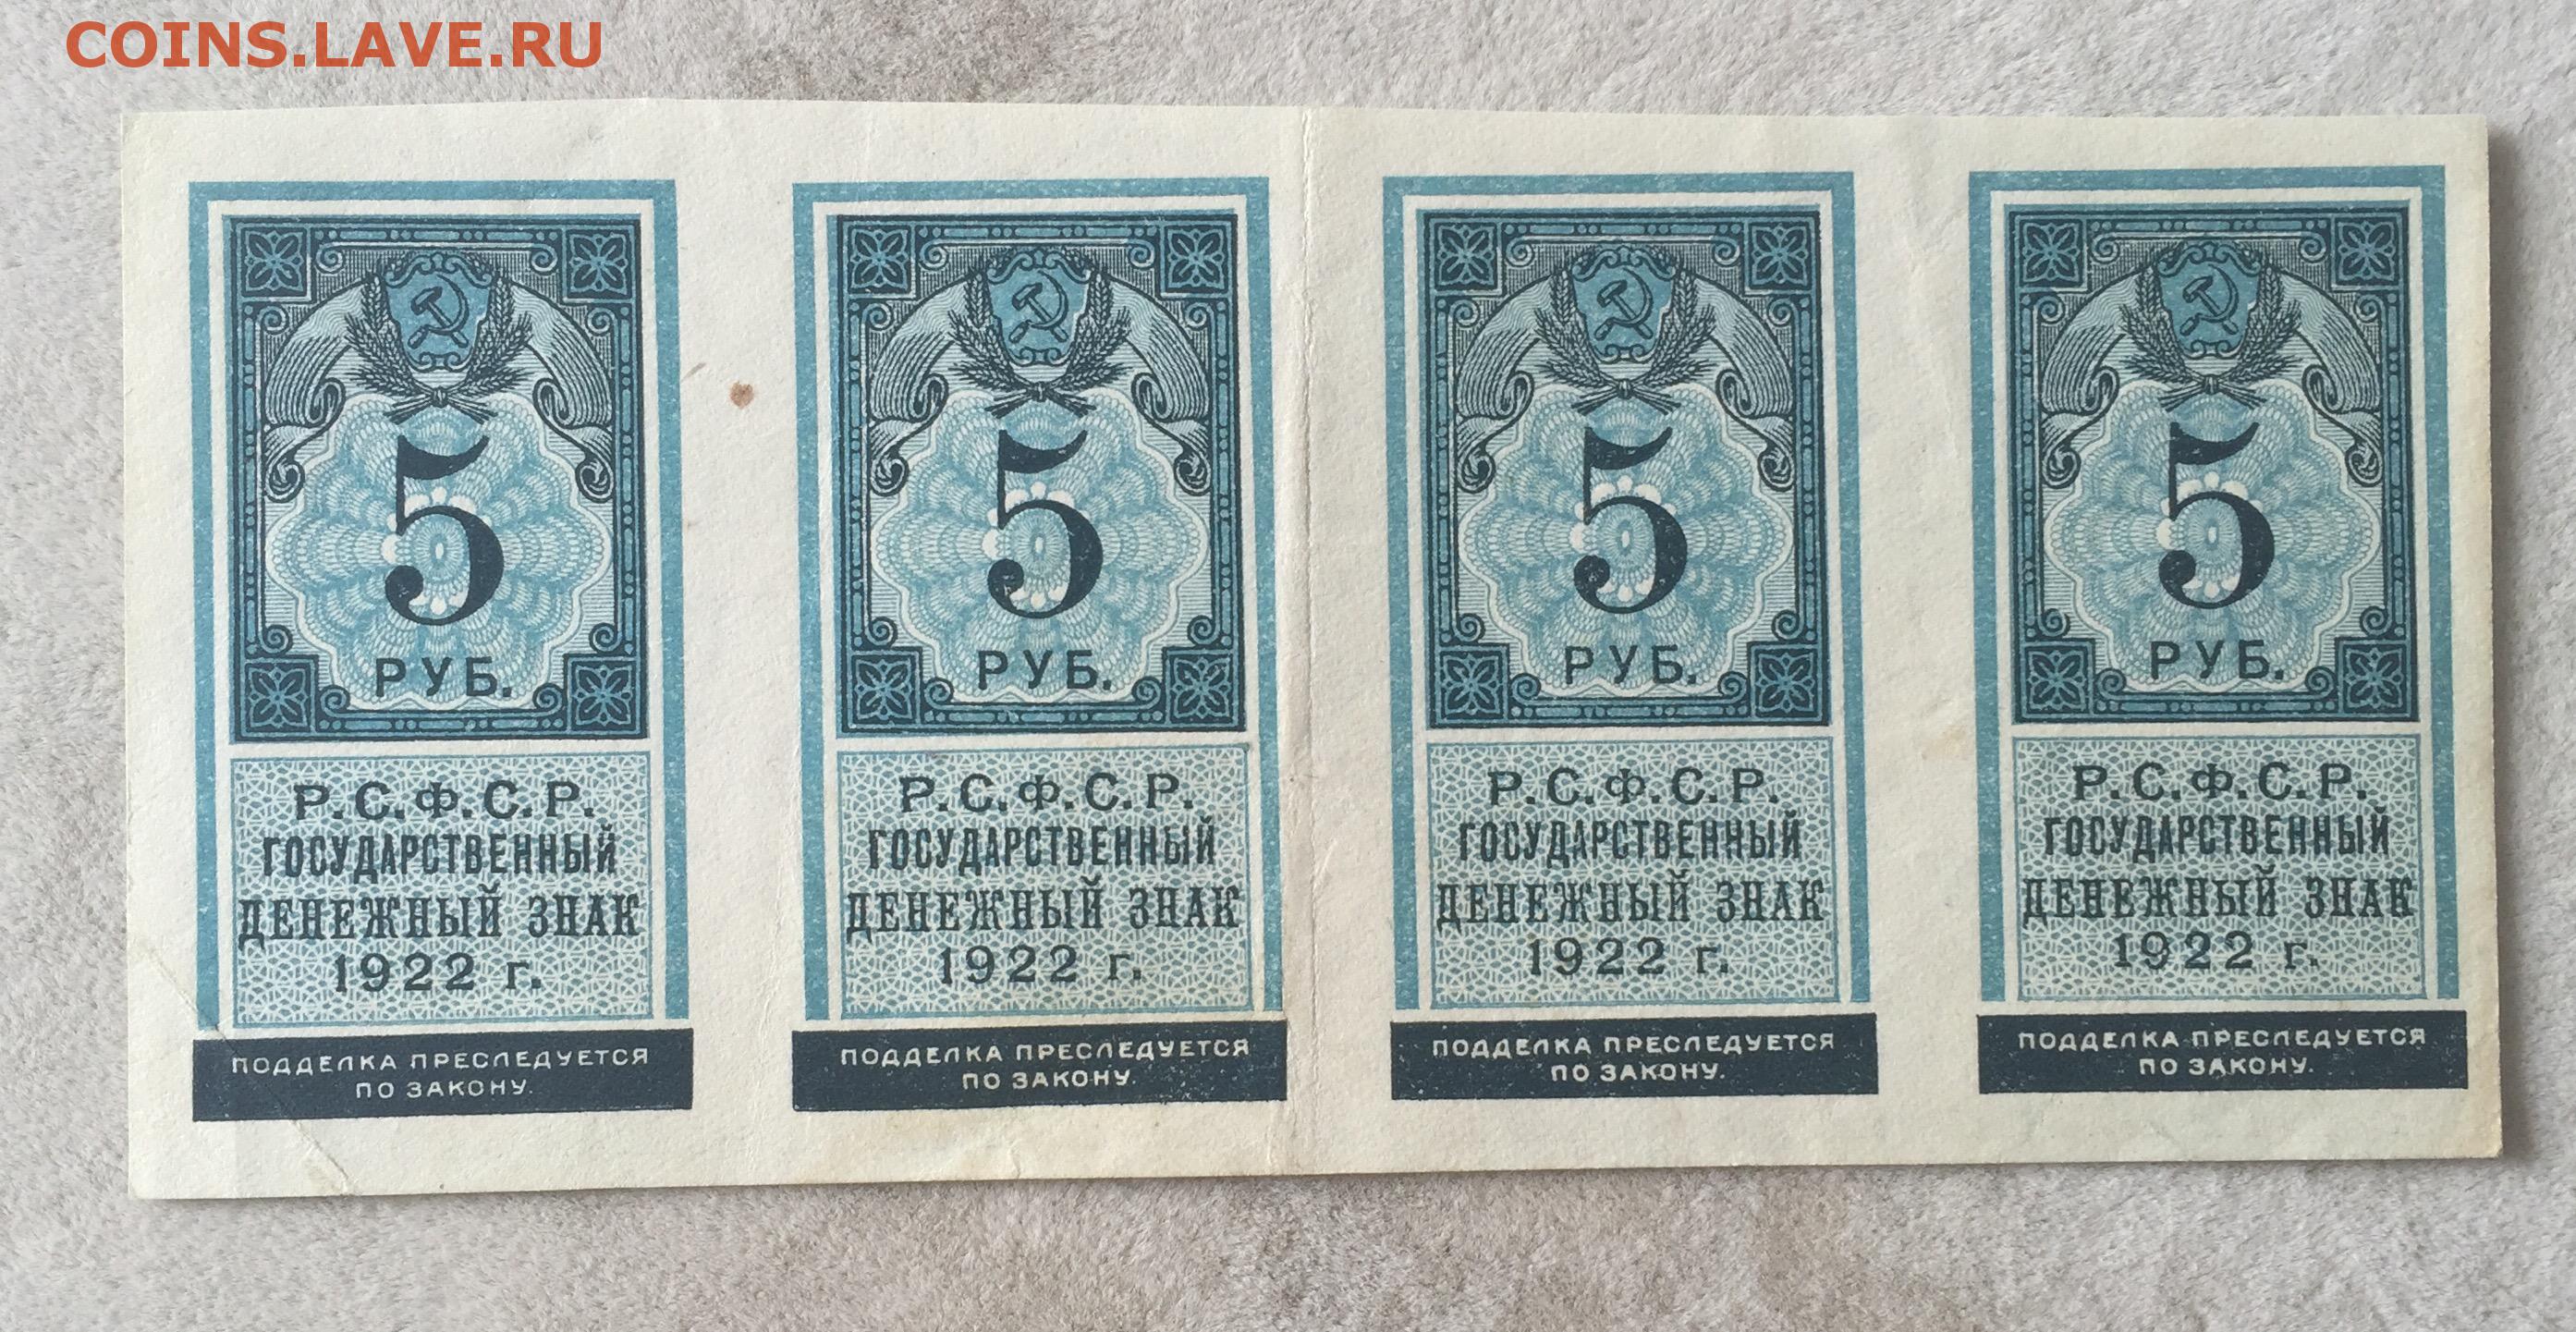 COINS.LAVE.RU
5
РУБ.
Р.С.Ф.С.Р.
ГОСУДАРСТВЕННЫЙ
ДЕНЕЖНЫЙ ЗНАК
1922 г.
ПОДДЕЛКА ПРЕСЛЕДУЕТСЯ
ПО ЗАКОНУ.
5
РУБ.
Р.С.Ф.С.Р.
ГОСУДАРСТВЕННЫЙ
ДЕНЕЖНЫЙ ЗНАК
1922 г.
ПОДДЕЛКА ПРЕСЛЕДУЕТСЯ
ПО ЗАКОНУ.
5
РУБ.
Р.С.Ф.С.Р.
ГОСУДАРСТВЕННЫЙ
ДЕНЕЖНЫЙ ЗНАК
1922 г.
ПОДДЕЛКА ПРЕСЛЕДУЕТСЯ
ПО ЗАКОНУ.
5
РУБ.
Р.С.Ф.С.Р.
ГОСУДАРСТВЕННЫЙ
ДЕНЕЖНЫЙ ЗНАК
1922 г.
ПОДДЕЛКА ПРЕСЛЕДУЕТСЯ
ПО ЗАКОНУ.